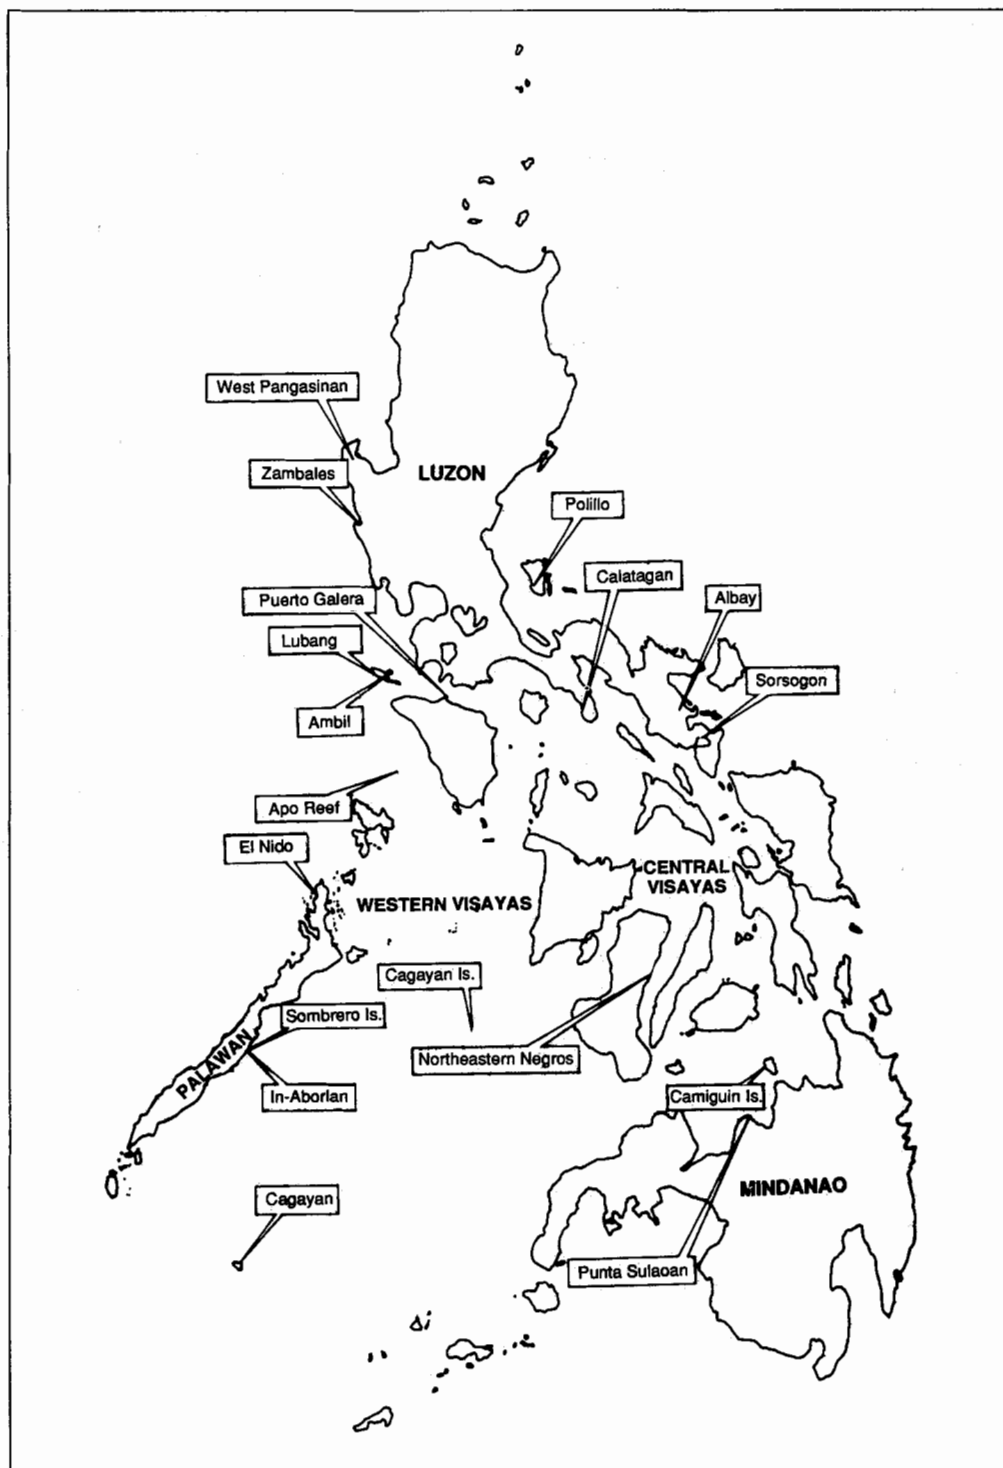 West Pangasinan
LUZON
Zambales
Polillo
Calatagan
Puerto Galera
Albay
Lubang
Sorsogon
Ambil
Apo Reef
El Nido
CENTRAL
VISAYAS
WESTERN VISAYAS
Cagayan Is.
Sombrero Is.
PALAWAN
Northeastern Negros
In-Aborlan
Camiguin Is.
MINDANAO
Cagayan
Punta Sulaoan